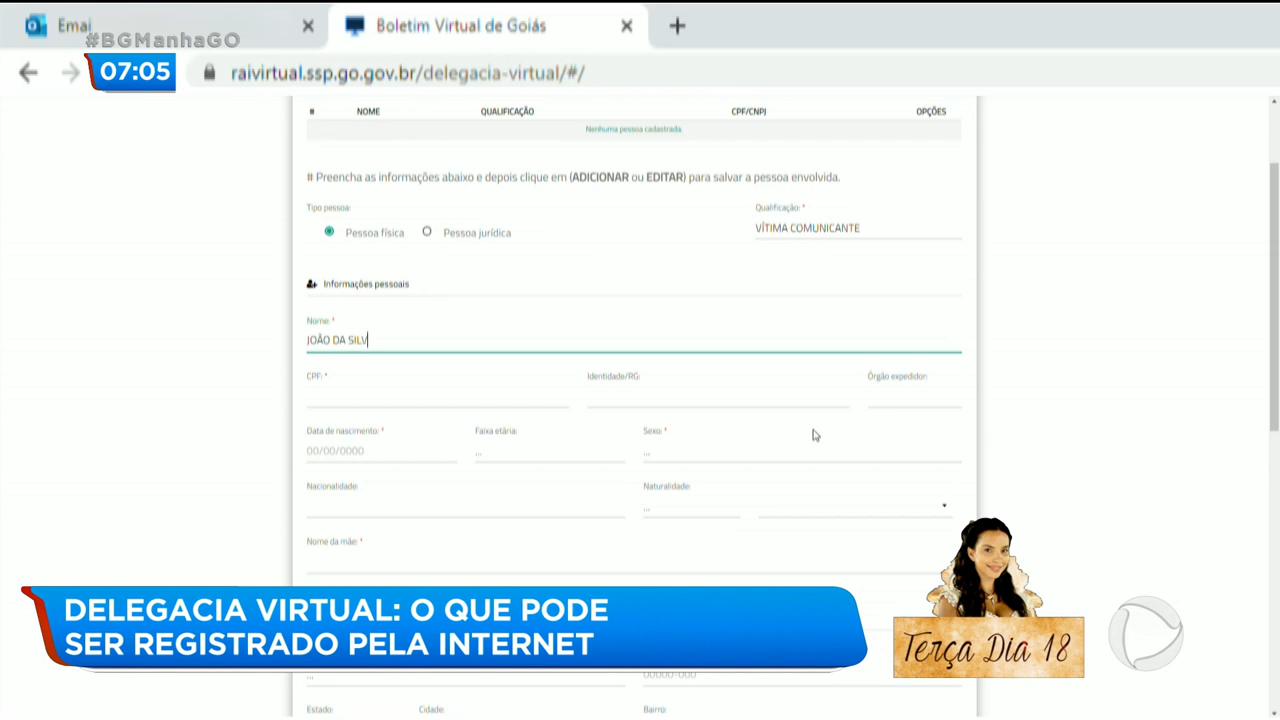 Emai
Boletim Virtual de Goiás
#BGManhaGO
07:05
raivirtual.ssp.go.gov.br/delegacia-virtual/#/
# NOME QUALIFICAÇÃO CPF/CNPJ OPÇÕES
Nenhuma pessoa cadastrada.
# Preencha as informações abaixo e depois clique em (ADICIONAR ou EDITAR) para salvar a pessoa envolvida.
Tipo pessoa: Qualificação: *
Pessoa física Pessoa jurídica VÍTIMA COMUNICANTE
Informações pessoais
Nome: *
JOÃO DA SILV
CPF: * Identidade/RG: Órgão expedidor:
Data de nascimento: * Faixa etária: Sexo: *
00/00/0000 ... ...
Nacionalidade: Naturalidade:
...
Nome da mãe: *
DELEGACIA VIRTUAL: O QUE PODE
SER REGISTRADO PELA INTERNET
TERÇA DIA 18
... 00000-000
Estado: Cidade: Bairro: